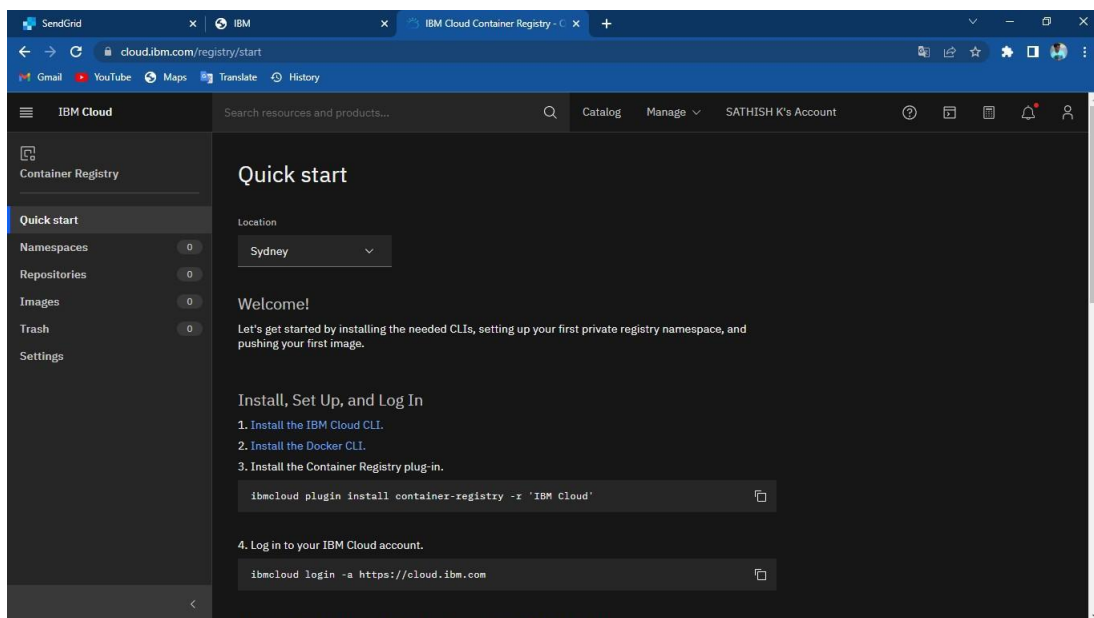 SendGrid
IBM
IBM Cloud Container Registry - C
cloud.ibm.com/registry/start
Gmail YouTube Maps Translate History
IBM Cloud
Search resources and products...
Catalog Manage SATHISH K's Account
Container Registry
Quick start
Namespaces 0
Repositories 0
Images 0
Trash 0
Settings
Quick start
Location
Sydney
Welcome!
Let's get started by installing the needed CLIs, setting up your first private registry namespace, and
pushing your first image.
Install, Set Up, and Log In
1. Install the IBM Cloud CLI.
2. Install the Docker CLI.
3. Install the Container Registry plug-in.
ibmcloud plugin install container-registry -r 'IBM Cloud'
4. Log in to your IBM Cloud account.
ibmcloud login -a https://cloud.ibm.com